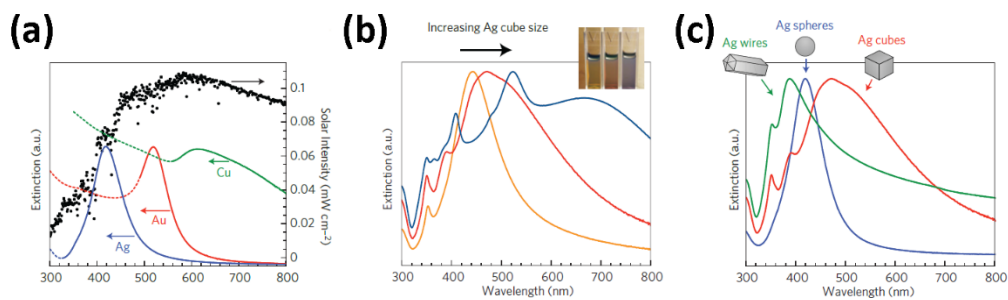 (a)
Extinction (a.u.)
Cu
Au
Ag
0.1
0.08
0.06
0.04
0.02
0
Solar Intensity (mW cm⁻²)
300 400 500 600 700 800
Wavelength (nm)
(b)
Increasing Ag cube size
Extinction (a.u.)
300 400 500 600 700 800
Wavelength (nm)
(c)
Ag wires
Ag spheres
Ag cubes
Extinction (a.u.)
300 400 500 600 700 800
Wavelength (nm)